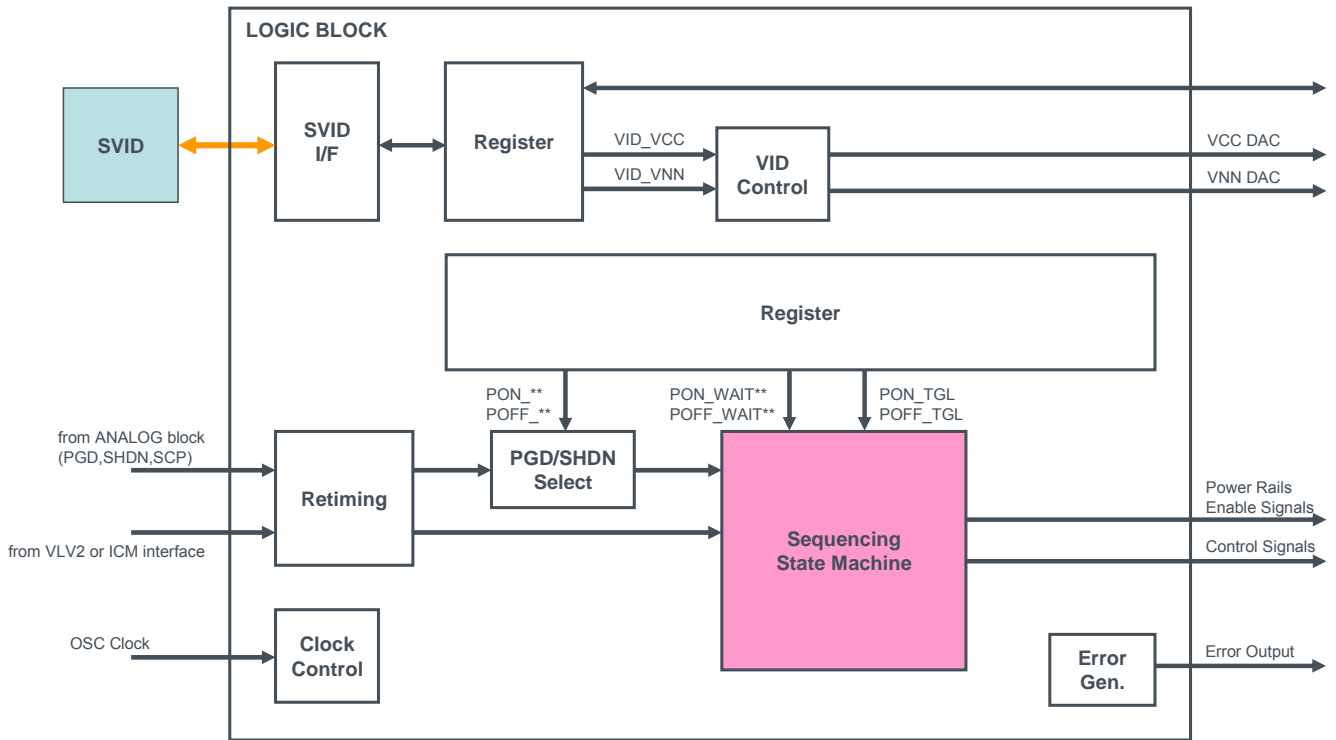 LOGIC BLOCK
SVID
SVID
I/F
Register
VID_VCC
VID_VNN
VID
Control
VCC DAC
VNN DAC
Register
PON_**
POFF_**
PON_WAIT**
POFF_WAIT**
PON_TGL
POFF_TGL
from ANALOG block
(PGD,SHDN,SCP)
Retiming
PGD/SHDN
Select
from VLV2 or ICM interface
Sequencing
State Machine
Power Rails
Enable Signals
Control Signals
OSC Clock
Clock
Control
Error
Gen.
Error Output